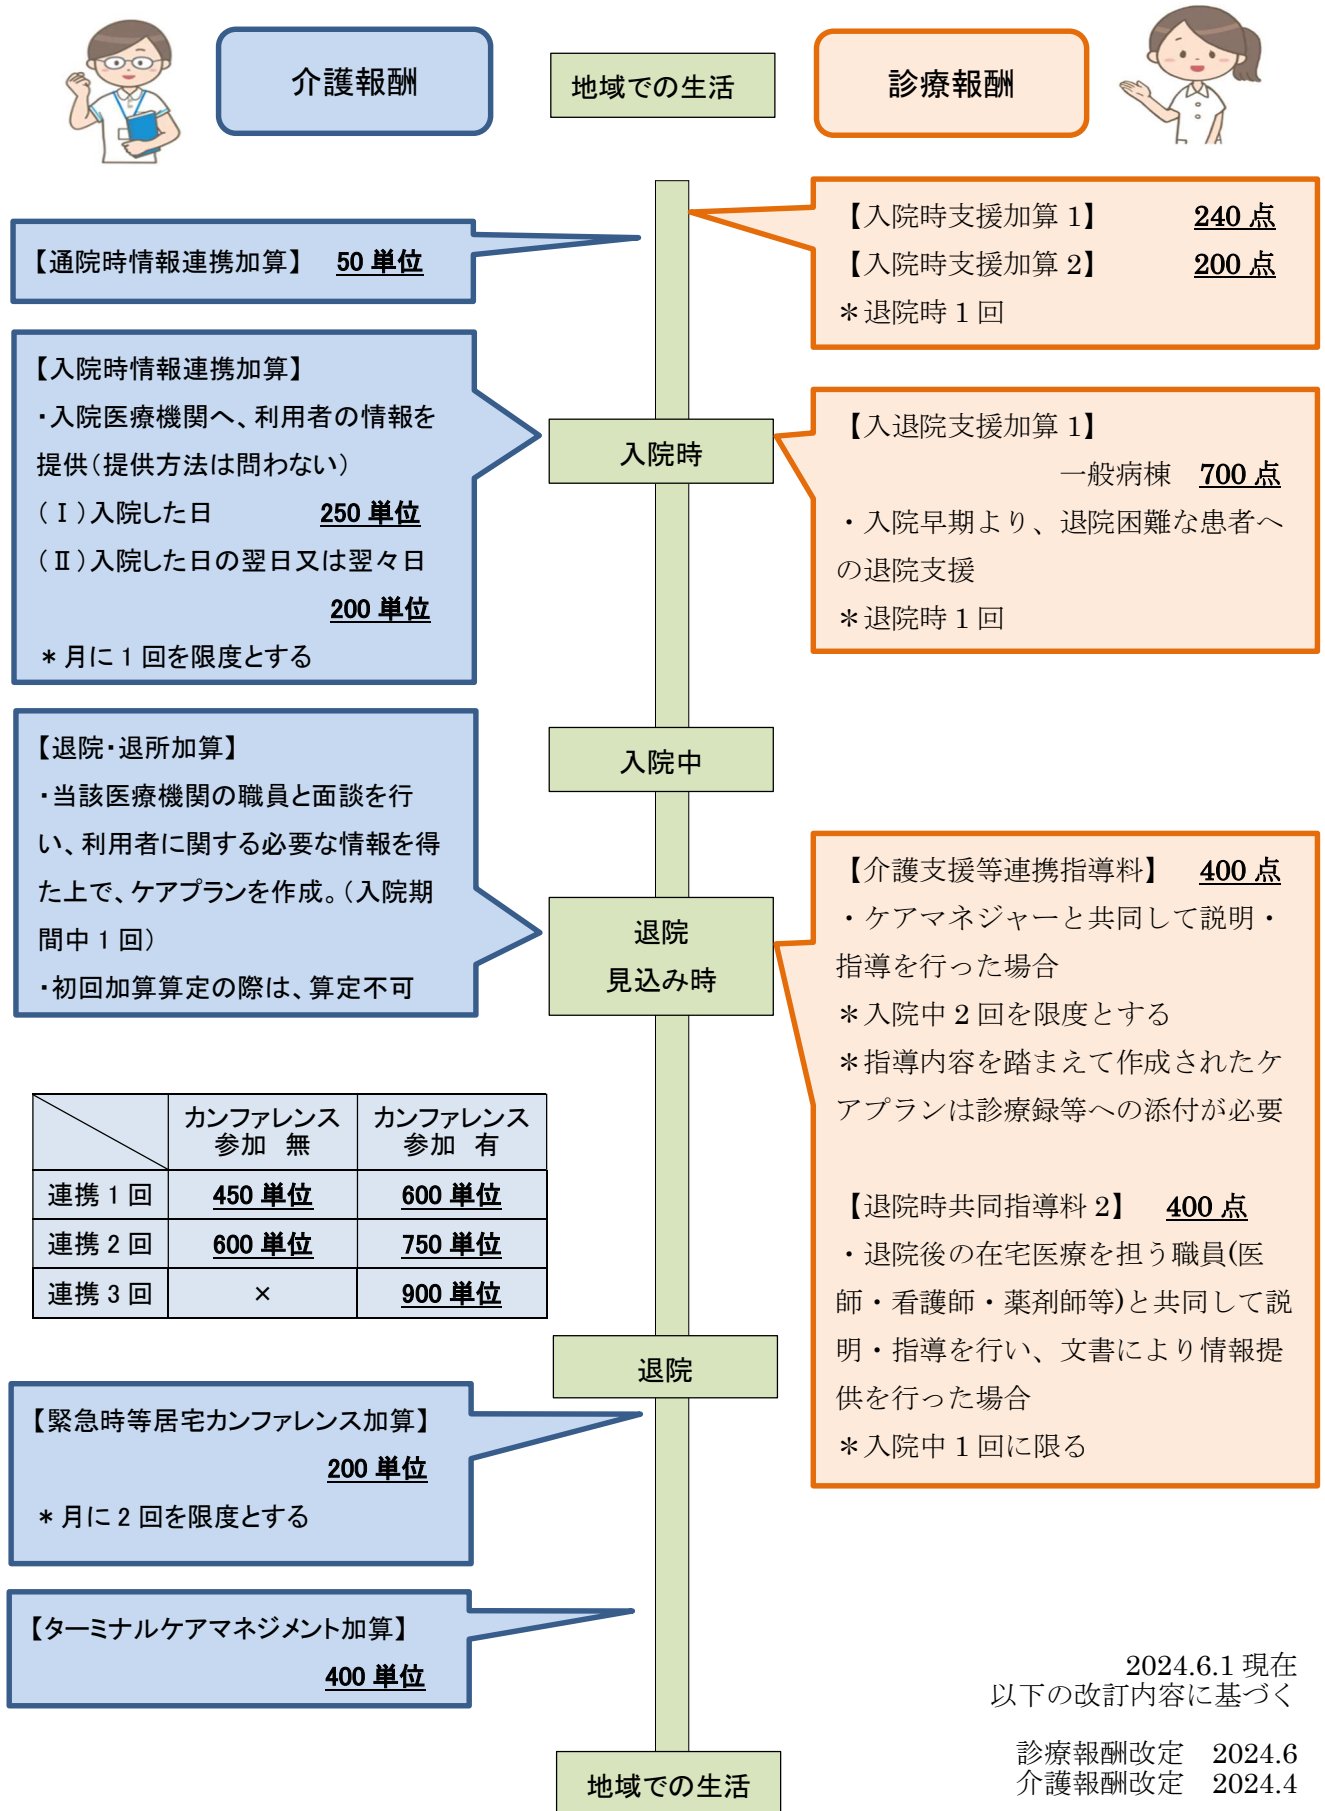 介護報酬
地域での生活
診療報酬
【通院時情報連携加算】 50 単位
【入院時支援加算 1】 240 点
【入院時支援加算 2】 200 点
＊退院時 1 回
【入院時情報連携加算】
・入院医療機関へ、利用者の情報を
提供（提供方法は問わない）
（Ⅰ）入院した日 250 単位
（Ⅱ）入院した日の翌日又は翌々日
200 単位
＊月に 1 回を限度とする
入院時
【入退院支援加算 1】
一般病棟 700 点
・入院早期より、退院困難な患者へ
の退院支援
＊退院時 1 回
入院中
【退院・退所加算】
・当該医療機関の職員と面談を行
い、利用者に関する必要な情報を得
た上で、ケアプランを作成。（入院期
間中 1 回）
・初回加算算定の際は、算定不可
退院
見込み時
【介護支援等連携指導料】 400 点
・ケアマネジャーと共同して説明・
指導を行った場合
＊入院中 2 回を限度とする
＊指導内容を踏まえて作成されたケ
アプランは診療録等への添付が必要
【退院時共同指導料 2】 400 点
・退院後の在宅医療を担う職員(医
師・看護師・薬剤師等)と共同して説
明・指導を行い、文書により情報提
供を行った場合
＊入院中 1 回に限る
カンファレンス
参加 無
カンファレンス
参加 有
連携 1 回 450 単位 600 単位
連携 2 回 600 単位 750 単位
連携 3 回 × 900 単位
退院
【緊急時等居宅カンファレンス加算】
200 単位
＊月に 2 回を限度とする
【ターミナルケアマネジメント加算】
400 単位
地域での生活
2024.6.1 現在
以下の改訂内容に基づく
診療報酬改定 2024.6
介護報酬改定 2024.4